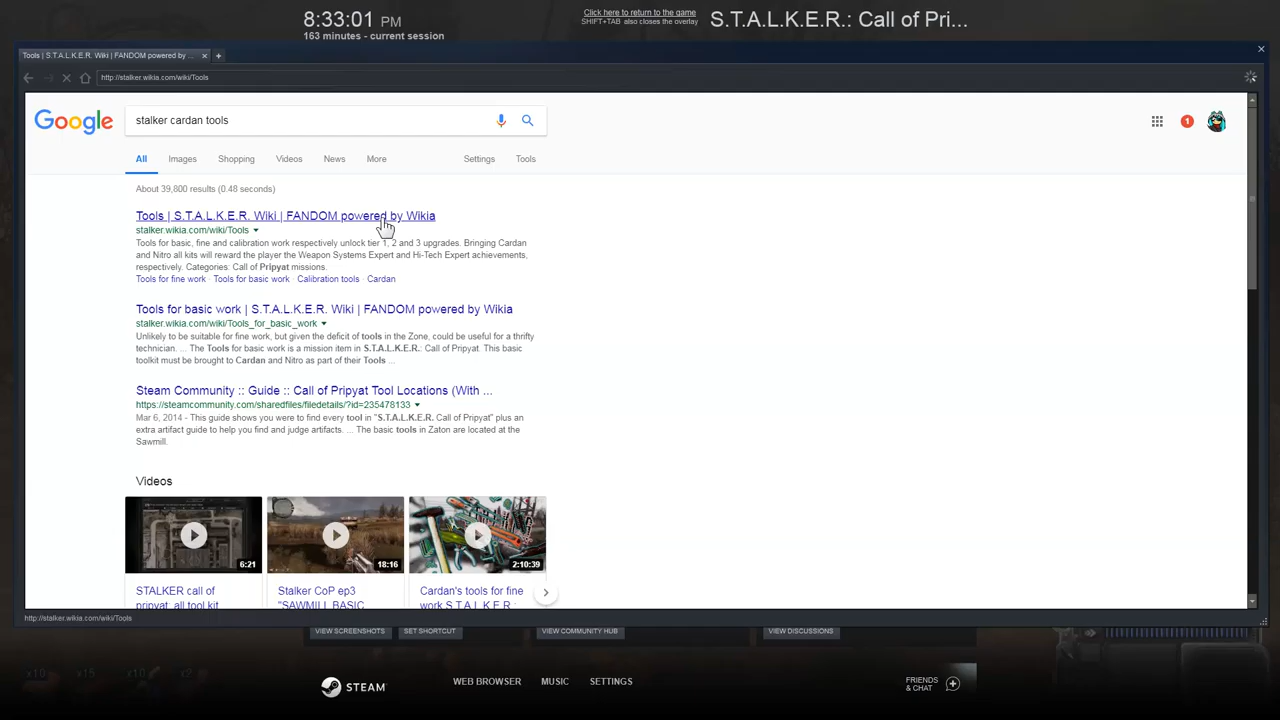 8:33:01 PM
163 minutes - current session
Click here to return to the game
SHIFT+TAB also closes the overlay
S.T.A.L.K.E.R.: Call of Pri...
Tools | S.T.A.L.K.E.R. Wiki | FANDOM powered by ...
http://stalker.wikia.com/wiki/Tools
Google
stalker cardan tools
1
All Images Shopping Videos News More Settings Tools
About 39,800 results (0.48 seconds)
Tools | S.T.A.L.K.E.R. Wiki | FANDOM powered by Wikia
stalker.wikia.com/wiki/Tools
Tools for basic, fine and calibration work respectively unlock tier 1, 2 and 3 upgrades. Bringing Cardan
and Nitro all kits will reward the player the Weapon Systems Expert and Hi-Tech Expert achievements,
respectively. Categories: Call of Pripyat missions.
Tools for fine work · Tools for basic work · Calibration tools · Cardan
Tools for basic work | S.T.A.L.K.E.R. Wiki | FANDOM powered by Wikia
stalker.wikia.com/wiki/Tools_for_basic_work
Unlikely to be suitable for fine work, but given the deficit of tools in the Zone, could be useful for a thrifty
technician. ... The Tools for basic work is a mission item in S.T.A.L.K.E.R.: Call of Pripyat. This basic
toolkit must be brought to Cardan and Nitro as part of their Tools ...
Steam Community :: Guide :: Call of Pripyat Tool Locations (With ...
https://steamcommunity.com/sharedfiles/filedetails/?id=235478133
Mar 6, 2014 - This guide shows you were to find every tool in "S.T.A.L.K.E.R. Call of Pripyat" plus an
extra artifact guide to help you find and judge artifacts. ... The basic tools in Zaton are located at the
Sawmill.
Videos
6:21
18:16
2:10:39
STALKER call of
pripyat: all tool kit
Stalker CoP ep3
"SAWMILL BASIC
Cardan's tools for fine
work S.T.A.L.K.E.R.:
http://stalker.wikia.com/wiki/Tools
VIEW SCREENSHOTS SET SHORTCUT VIEW COMMUNITY HUB VIEW DISCUSSIONS
x10 x15 x10 x2
STEAM
WEB BROWSER MUSIC SETTINGS
FRIENDS
& CHAT